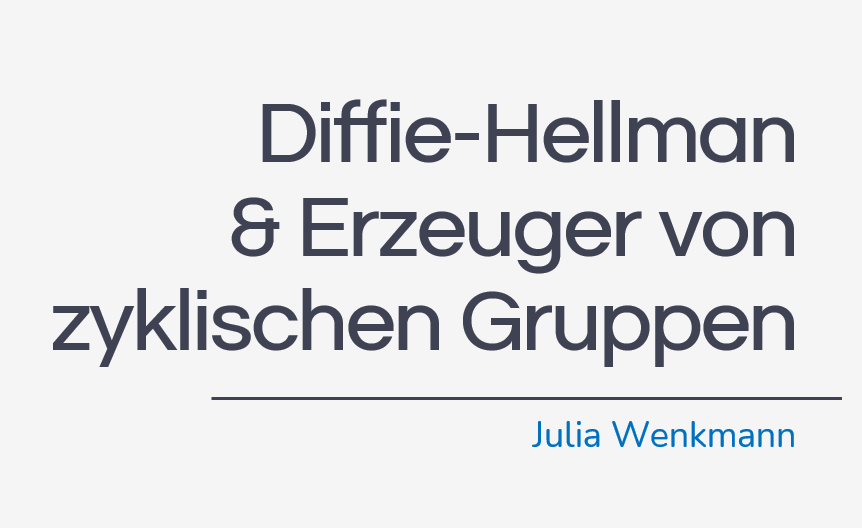 Diffie-Hellman
& Erzeuger von
zyklischen Gruppen
Julia Wenkmann